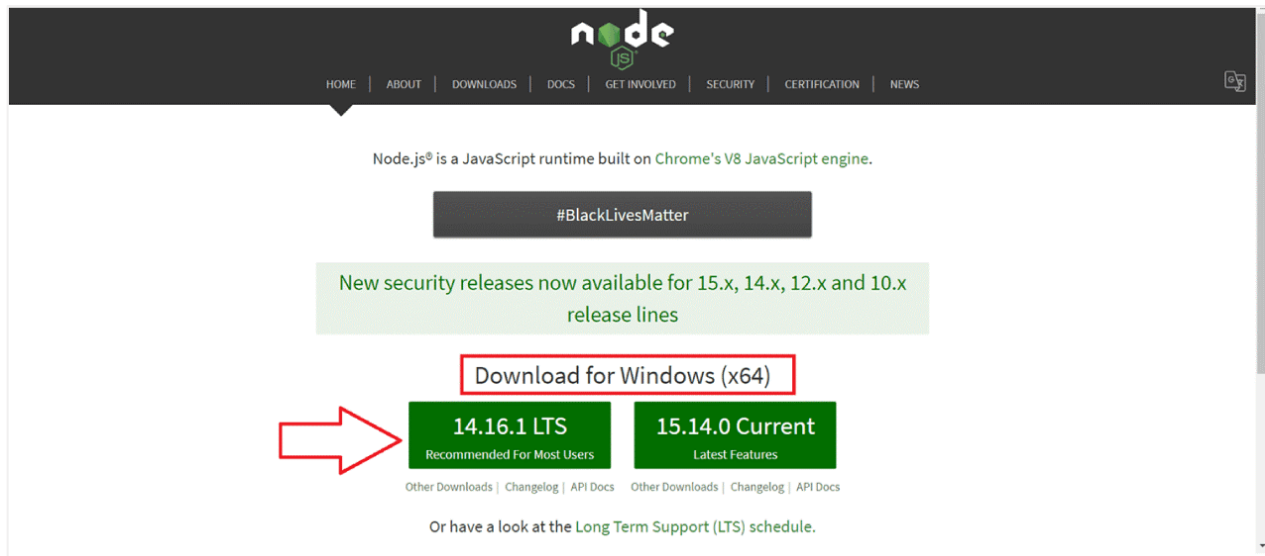 node
JS
HOME | ABOUT | DOWNLOADS | DOCS | GET INVOLVED | SECURITY | CERTIFICATION | NEWS
Node.js® is a JavaScript runtime built on Chrome's V8 JavaScript engine.
#BlackLivesMatter
New security releases now available for 15.x, 14.x, 12.x and 10.x
release lines
Download for Windows (x64)
14.16.1 LTS
Recommended For Most Users
15.14.0 Current
Latest Features
Other Downloads | Changelog | API Docs
Other Downloads | Changelog | API Docs
Or have a look at the Long Term Support (LTS) schedule.